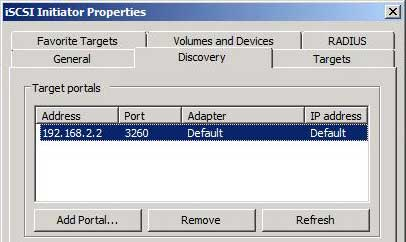 iSCSI Initiator Properties
Favorite Targets Volumes and Devices RADIUS
General Discovery Targets
Target portals
Address Port Adapter IP address
192.168.2.2 3260 Default Default
Add Portal... Remove Refresh